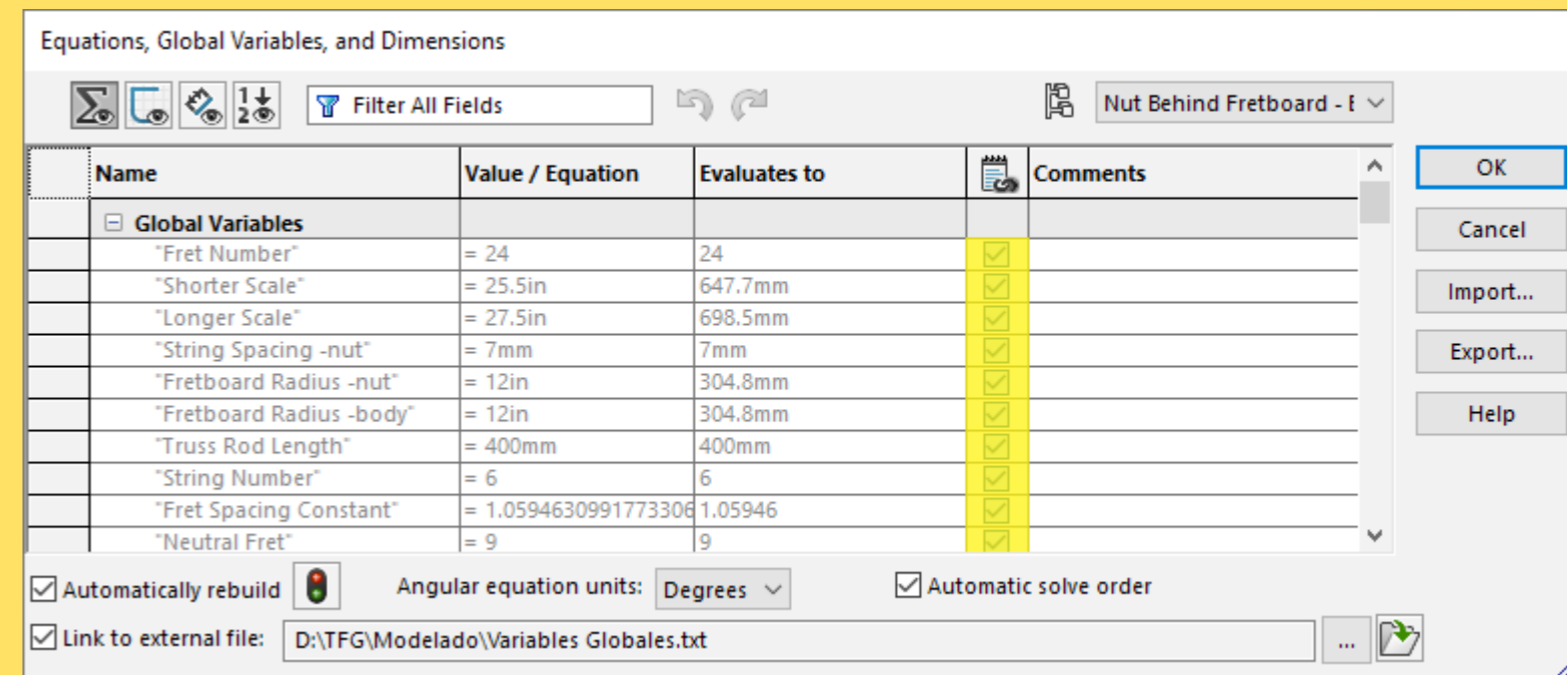 Equations, Global Variables, and Dimensions
Filter All Fields Nut Behind Fretboard -
Name Value / Equation Evaluates to Comments
Global Variables
"Fret Number" = 24 24
"Shorter Scale" = 25.5in 647.7mm
"Longer Scale" = 27.5in 698.5mm
"String Spacing -nut" = 7mm 7mm
"Fretboard Radius -nut" = 12in 304.8mm
"Fretboard Radius -body" = 12in 304.8mm
"Truss Rod Length" = 400mm 400mm
"String Number" = 6 6
"Fret Spacing Constant" = 1.0594630991773306 1.05946
"Neutral Fret" = 9 9
OK
Cancel
Import...
Export...
Help
Automatically rebuild Angular equation units: Degrees Automatic solve order
Link to external file: D:\TFG\Modelado\Variables Globales.txt ...